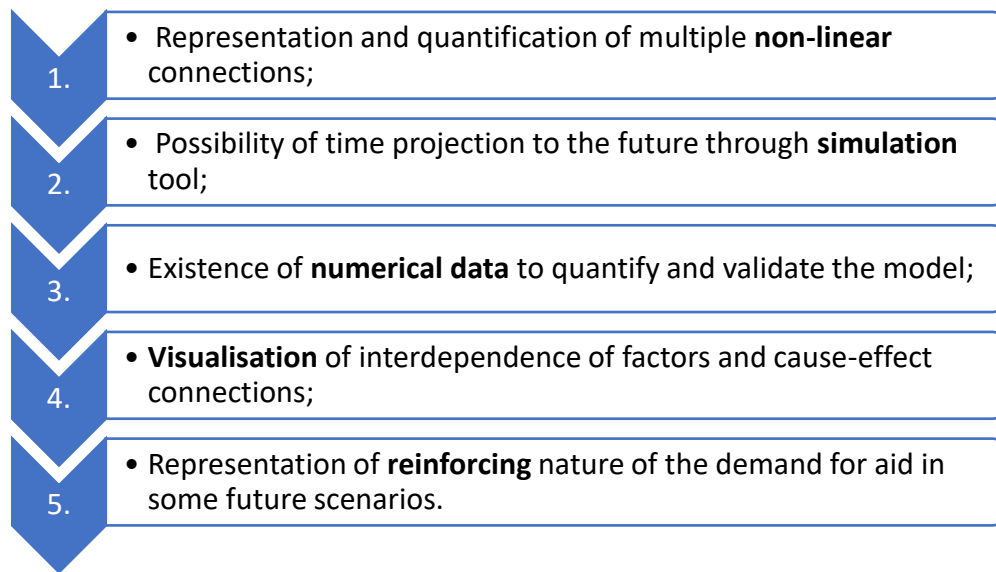 • Representation and quantification of multiple non-linear
connections;
1.
• Possibility of time projection to the future through simulation
tool;
2.
• Existence of numerical data to quantify and validate the model;
3.
• Visualisation of interdependence of factors and cause-effect
connections;
4.
• Representation of reinforcing nature of the demand for aid in
some future scenarios.
5.